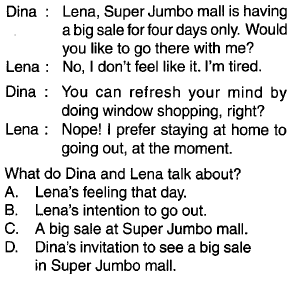 Dina : Lena, Super Jumbo mall is having
a big sale for four days only. Would
you like to go there with me?
Lena : No, I don't feel like it. I'm tired.
Dina : You can refresh your mind by
doing window shopping, right?
Lena : Nope! I prefer staying at home to
going out, at the moment.
What do Dina and Lena talk about?
A. Lena's feeling that day.
B. Lena's intention to go out.
C. A big sale at Super Jumbo mall.
D. Dina's invitation to see a big sale
in Super Jumbo mall.